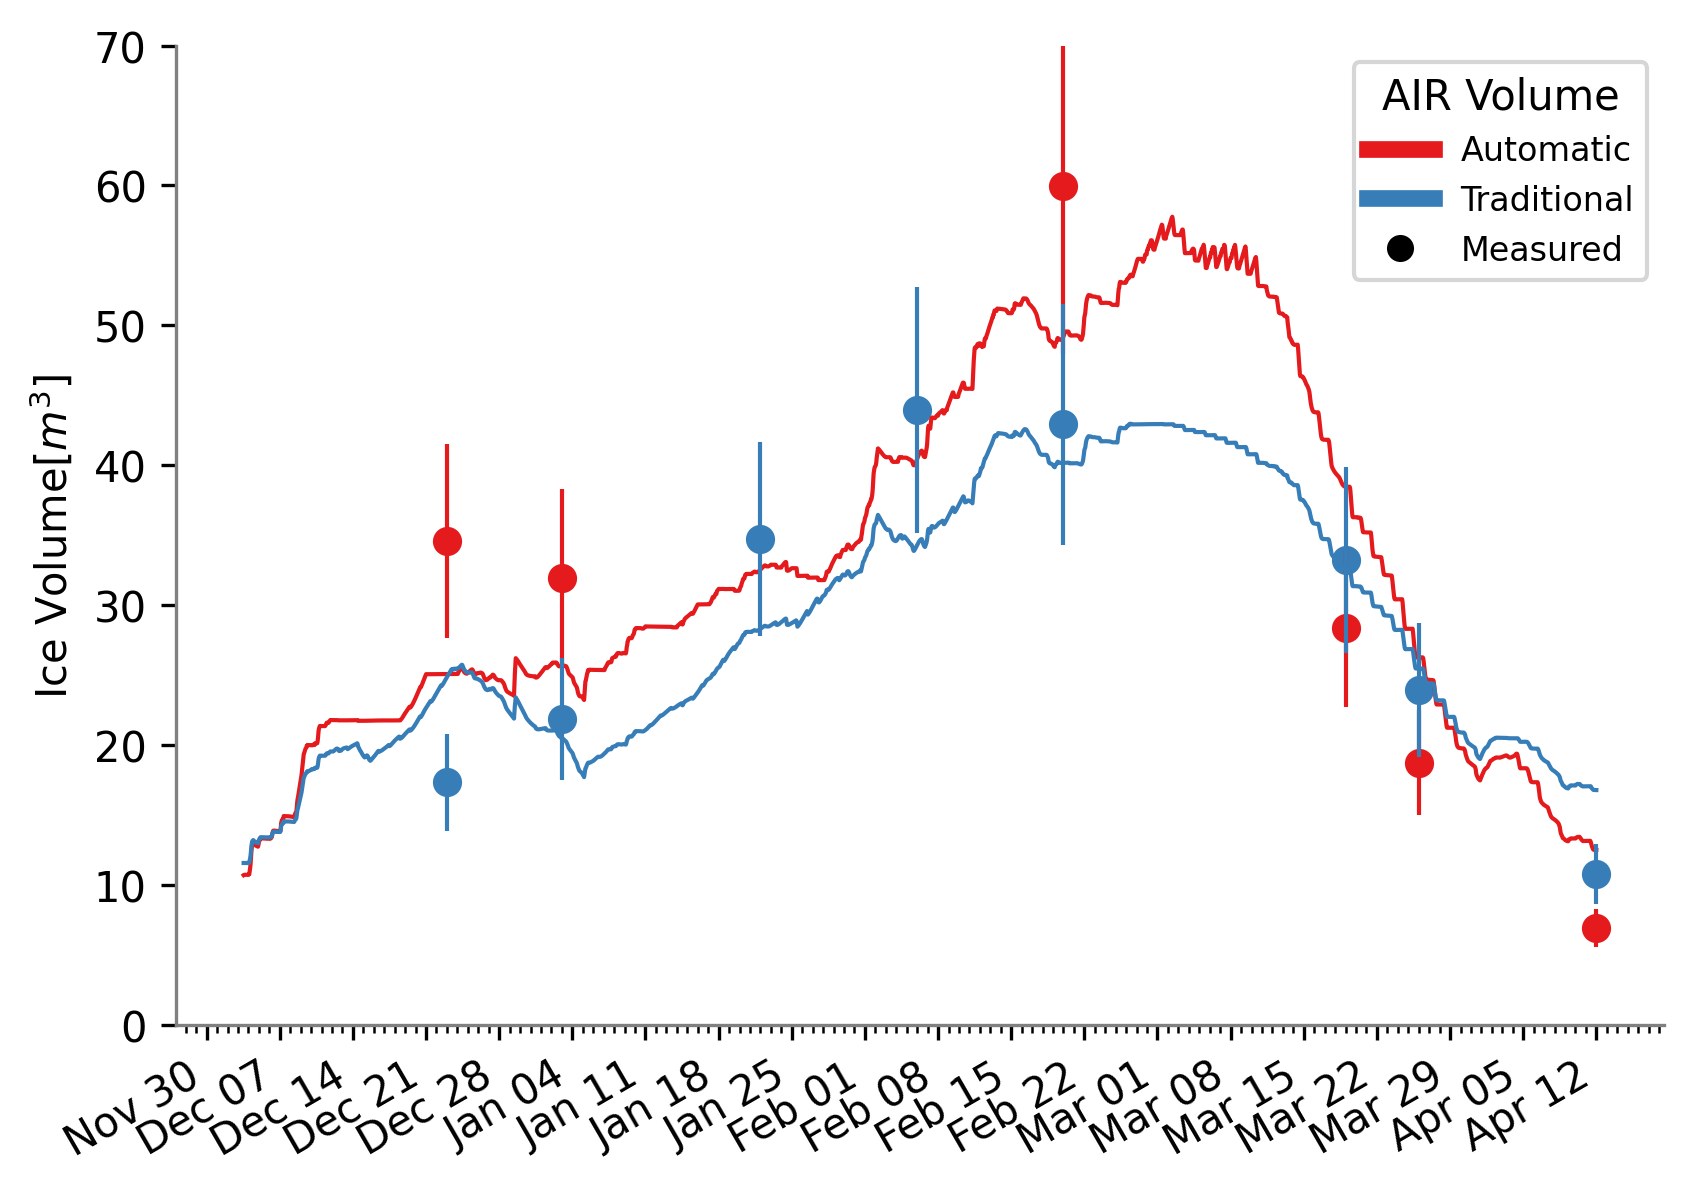 70
60
50
40
30
20
10
0
Ice Volume[m³]
AIR Volume
Automatic
Traditional
Measured
Nov 30
Dec 07
Dec 14
Dec 21
Dec 28
Jan 04
Jan 11
Jan 18
Jan 25
Feb 01
Feb 08
Feb 15
Feb 22
Mar 01
Mar 08
Mar 15
Mar 22
Mar 29
Apr 05
Apr 12